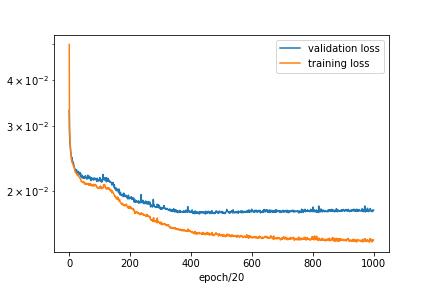 validation loss
training loss
4 × 10⁻²
3 × 10⁻²
2 × 10⁻²
0
200
400
600
800
1000
epoch/20